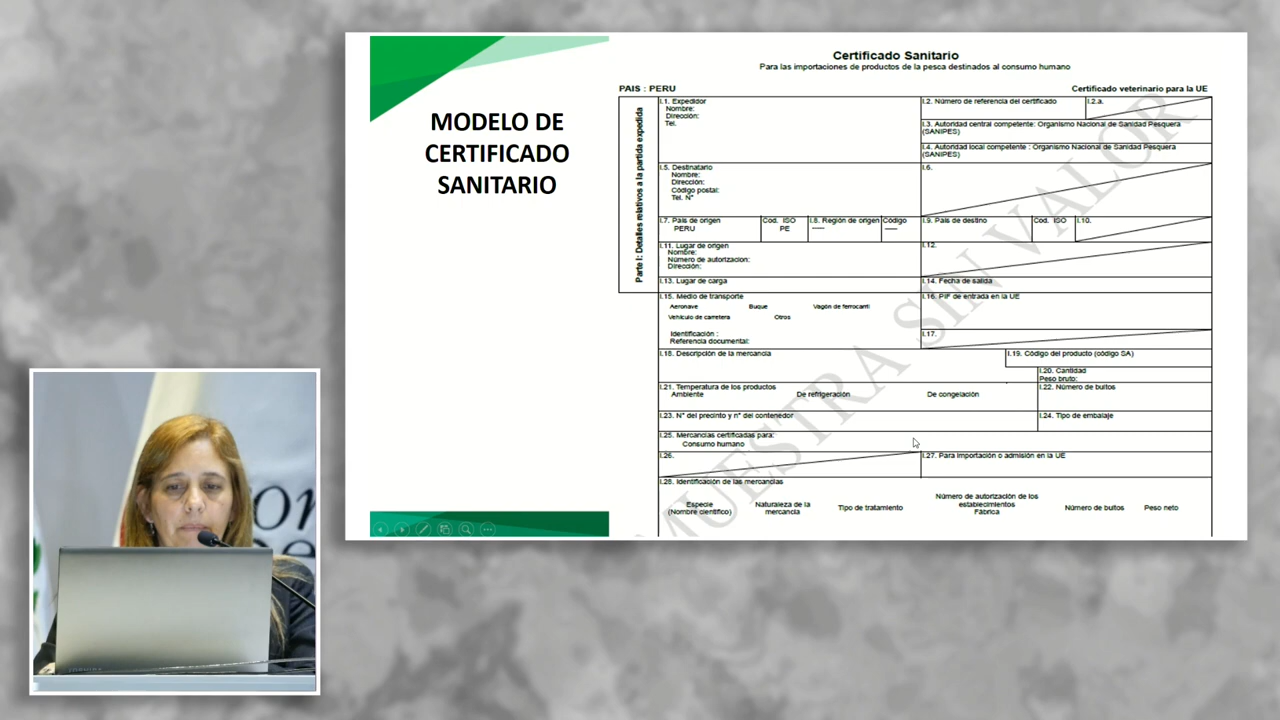 MODELO DE
CERTIFICADO
SANITARIO
Certificado Sanitario
Para las importaciones de productos de la pesca destinados al consumo humano
PAIS : PERU
Certificado veterinario para la UE
Parte I: Detalles relativos a la partida expedida
I.1. Expedidor
Nombre:
Dirección:
Tel.
I.2. Número de referencia del certificado
I.2.a.
I.3. Autoridad central competente: Organismo Nacional de Sanidad Pesquera
(SANIPES)
I.4. Autoridad local competente : Organismo Nacional de Sanidad Pesquera
(SANIPES)
I.5. Destinatario
Nombre:
Dirección:
Código postal:
Tel. N°
I.6.
I.7. País de origen
PERU
Cod. ISO
PE
I.8. Región de origen
Código
I.9. País de destino
Cod. ISO
I.10.
I.11. Lugar de origen
Nombre:
Número de autorizacion:
Dirección:
I.12.
I.13. Lugar de carga
I.14. Fecha de salida
I.15. Medio de transporte
Aeronave Buque Vagón de ferrocarril
Vehículo de carretera Otros
Identificación :
Referencia documental:
I.16. PIF de entrada en la UE
I.17.
I.18. Descripción de la mercancía
I.19. Código del producto (código SA)
I.20. Cantidad
Peso bruto:
I.21. Temperatura de los productos
Ambiente De refrigeración De congelación
I.22. Número de bultos
I.23. N° del precinto y n° del contenedor
I.24. Tipo de embalaje
I.25. Mercancías certificadas para:
Consumo humano
I.26.
I.27. Para importación o admisión en la UE
I.28. Identificación de las mercancías
Especie
(Nombre científico)
Naturaleza de la
mercancía
Tipo de tratamiento
Número de autorización de los
establecimientos
Fábrica
Número de bultos
Peso neto
MUESTRA SIN VALOR